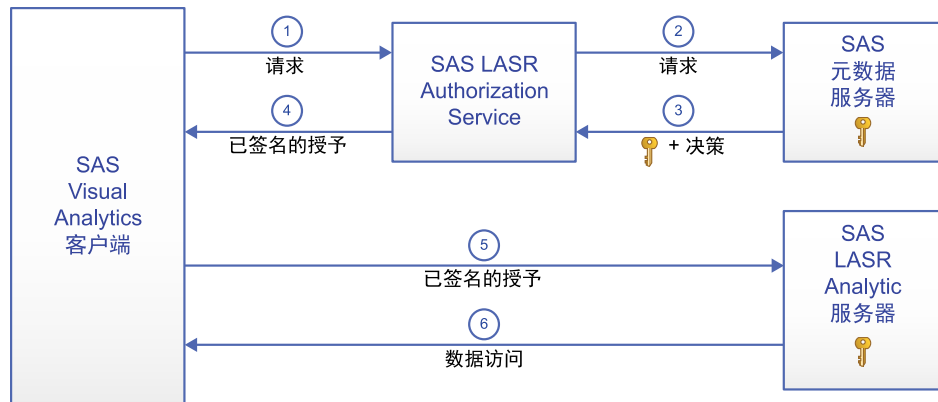 SAS
Visual
Analytics
客户端
1
请求
SAS LASR
Authorization
Service
2
请求
SAS
元数据
服务器
4
已签名的授予
3
+ 决策
5
已签名的授予
SAS
LASR
Analytic
服务器
6
数据访问